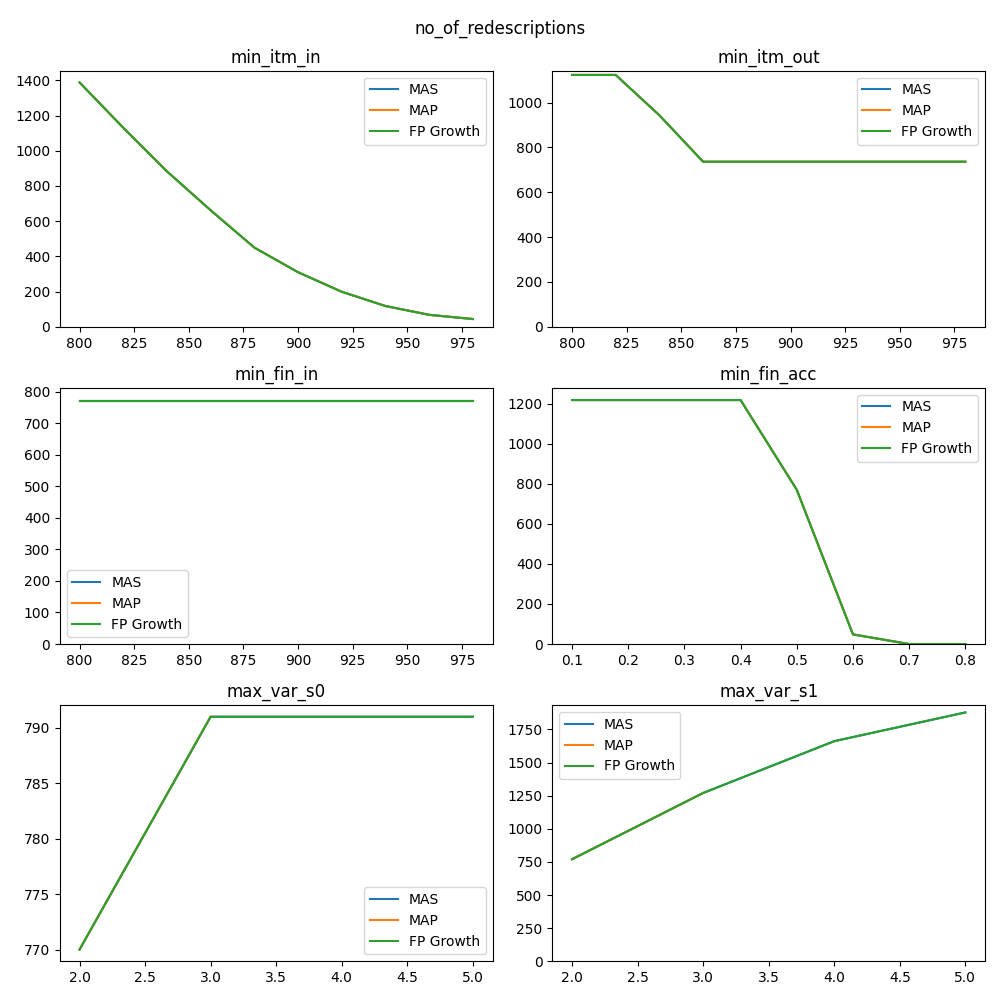 no_of_redescriptions
min_itm_in
1400
1200
1000
800
600
400
200
0
MAS
MAP
FP Growth
800 825 850 875 900 925 950 975
min_itm_out
1000
800
600
400
200
0
MAS
MAP
FP Growth
800 825 850 875 900 925 950 975
min_fin_in
800
700
600
500
400
300
200
100
0
MAS
MAP
FP Growth
800 825 850 875 900 925 950 975
min_fin_acc
1200
1000
800
600
400
200
0
MAS
MAP
FP Growth
0.1 0.2 0.3 0.4 0.5 0.6 0.7 0.8
max_var_s0
790
785
780
775
770
MAS
MAP
FP Growth
2.0 2.5 3.0 3.5 4.0 4.5 5.0
max_var_s1
1750
1500
1250
1000
750
500
250
0
MAS
MAP
FP Growth
2.0 2.5 3.0 3.5 4.0 4.5 5.0